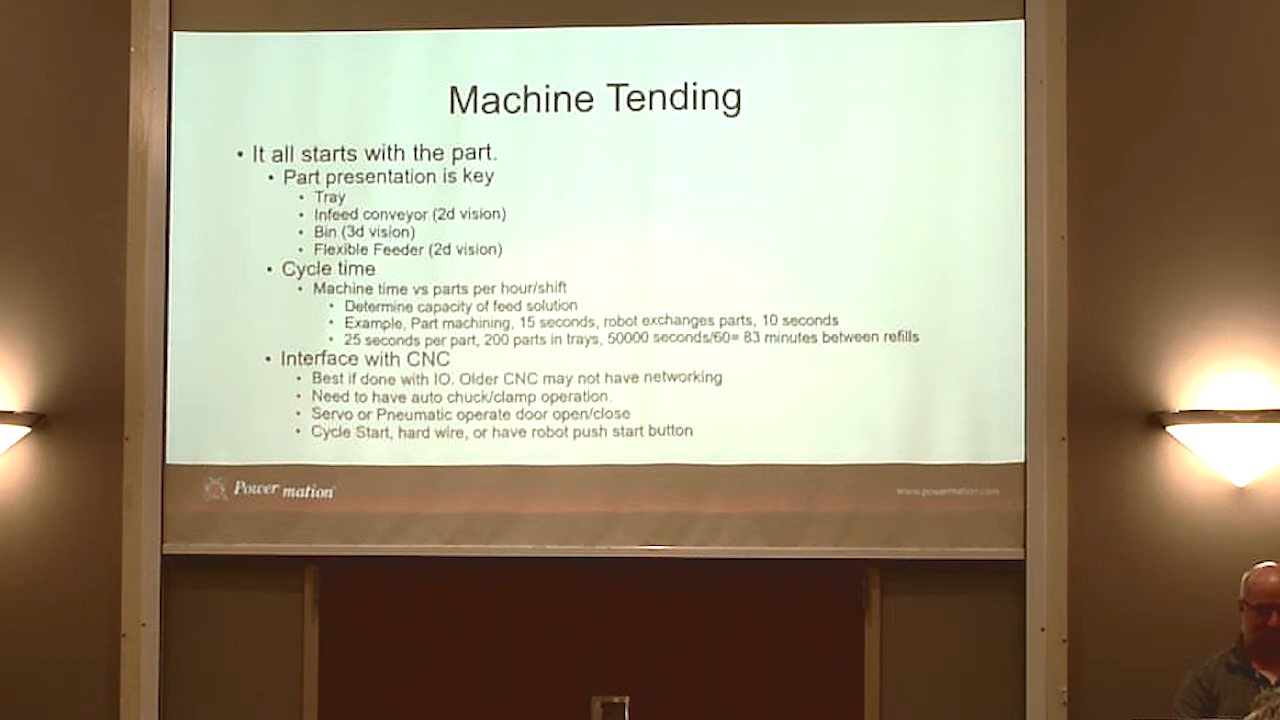 Machine Tending
• It all starts with the part.
• Part presentation is key
• Tray
• Infeed conveyor (2d vision)
• Bin (3d vision)
• Flexible Feeder (2d vision)
• Cycle time
• Machine time vs parts per hour/shift
• Determine capacity of feed solution
• Example, Part machining, 15 seconds, robot exchanges parts, 10 seconds
• 25 seconds per part, 200 parts in trays, 50000 seconds/60= 83 minutes between refills
• Interface with CNC
• Best if done with IO. Older CNC may not have networking
• Need to have auto chuck/clamp operation.
• Servo or Pneumatic operate door open/close
• Cycle Start, hard wire, or have robot push start button
Power mation
www.powermation.com